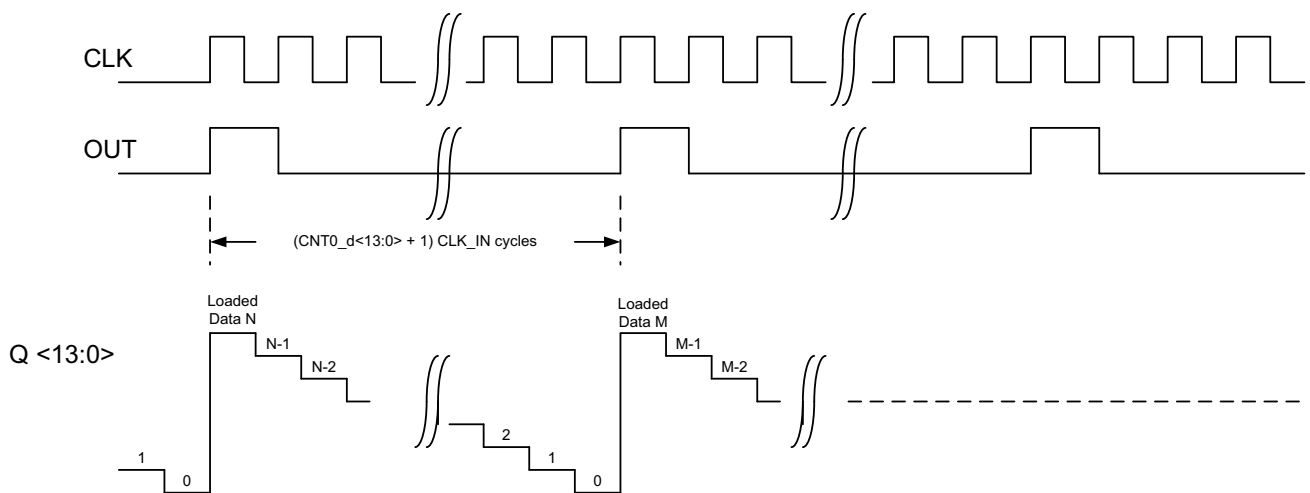 CLK
OUT
(CNT0_d<13:0> + 1) CLK_IN cycles
Loaded
Data N
Loaded
Data M
Q <13:0>
N-1
N-2
M-1
M-2
1
0
2
1
0